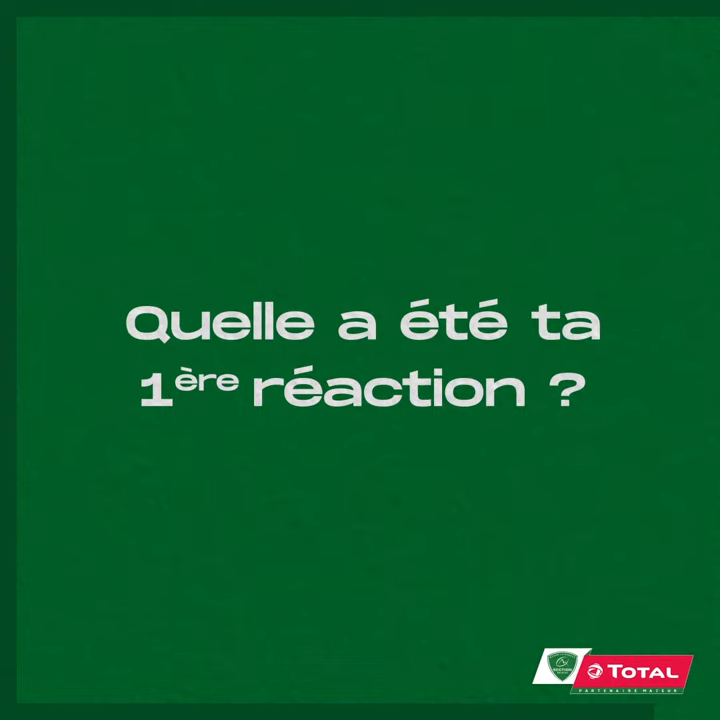 Quelle a été ta
1ère réaction ?
TOTAL
PARTENAIRE MAJEUR